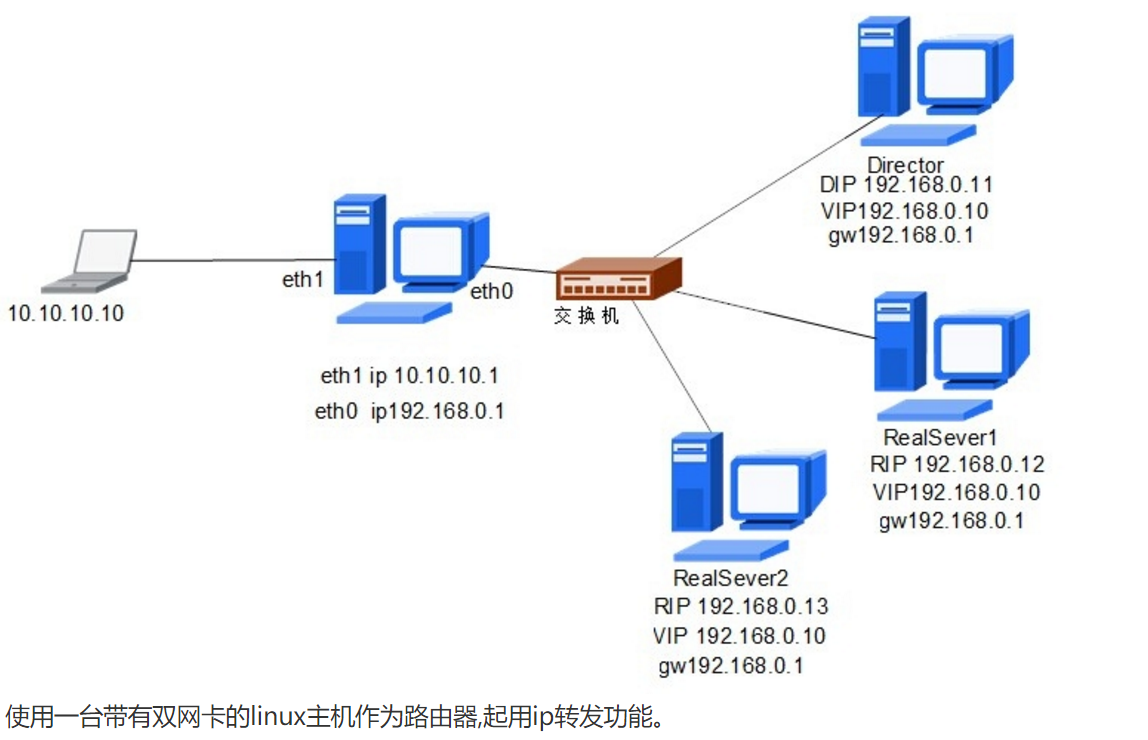 Director
DIP 192.168.0.11
VIP192.168.0.10
gw192.168.0.1
eth1
eth0
10.10.10.10
交换机
eth1 ip 10.10.10.1
eth0 ip192.168.0.1
RealSever1
RIP 192.168.0.12
VIP192.168.0.10
gw192.168.0.1
RealSever2
RIP 192.168.0.13
VIP 192.168.0.10
gw192.168.0.1
使用一台带有双网卡的linux主机作为路由器,起用ip转发功能。